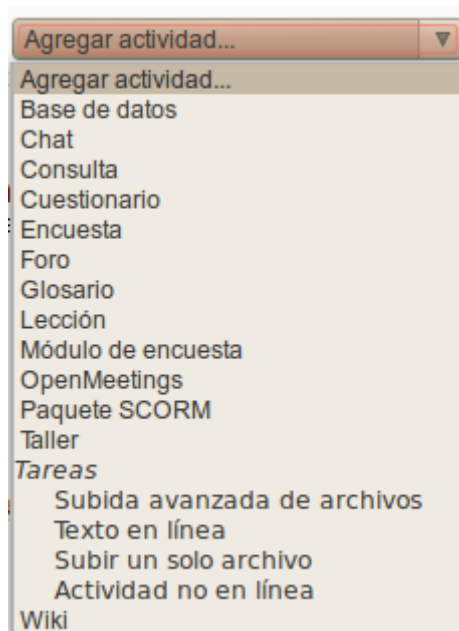 Agregar actividad...
Agregar actividad...
Base de datos
Chat
Consulta
Cuestionario
Encuesta
Foro
Glosario
Lección
Módulo de encuesta
OpenMeetings
Paquete SCORM
Taller
Tareas
Subida avanzada de archivos
Texto en línea
Subir un solo archivo
Actividad no en línea
Wiki